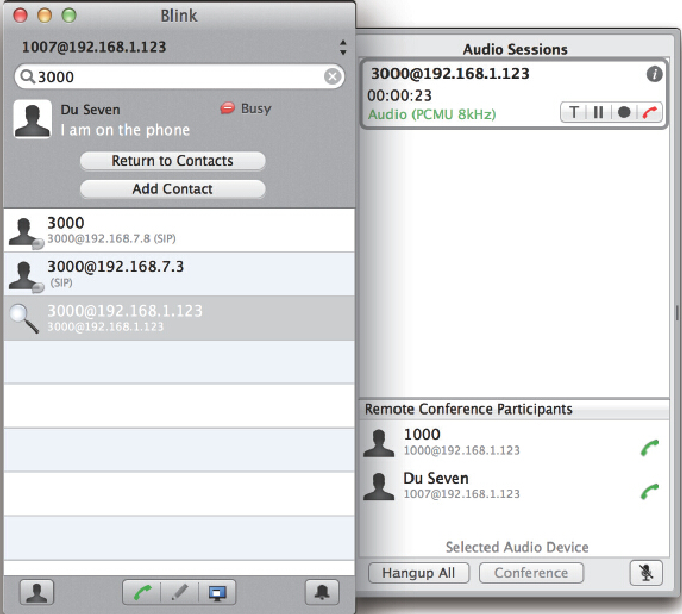 Blink
1007@192.168.1.123
3000
Du Seven
Busy
I am on the phone
Return to Contacts
Add Contact
3000
3000@192.168.7.8 (SIP)
3000@192.168.7.3
(SIP)
3000@192.168.1.123
3000@192.168.1.123
Audio Sessions
3000@192.168.1.123
i
00:00:23
Audio (PCMU 8kHz)
T
Remote Conference Participants
1000
1000@192.168.1.123
Du Seven
1007@192.168.1.123
Selected Audio Device
Hangup All
Conference